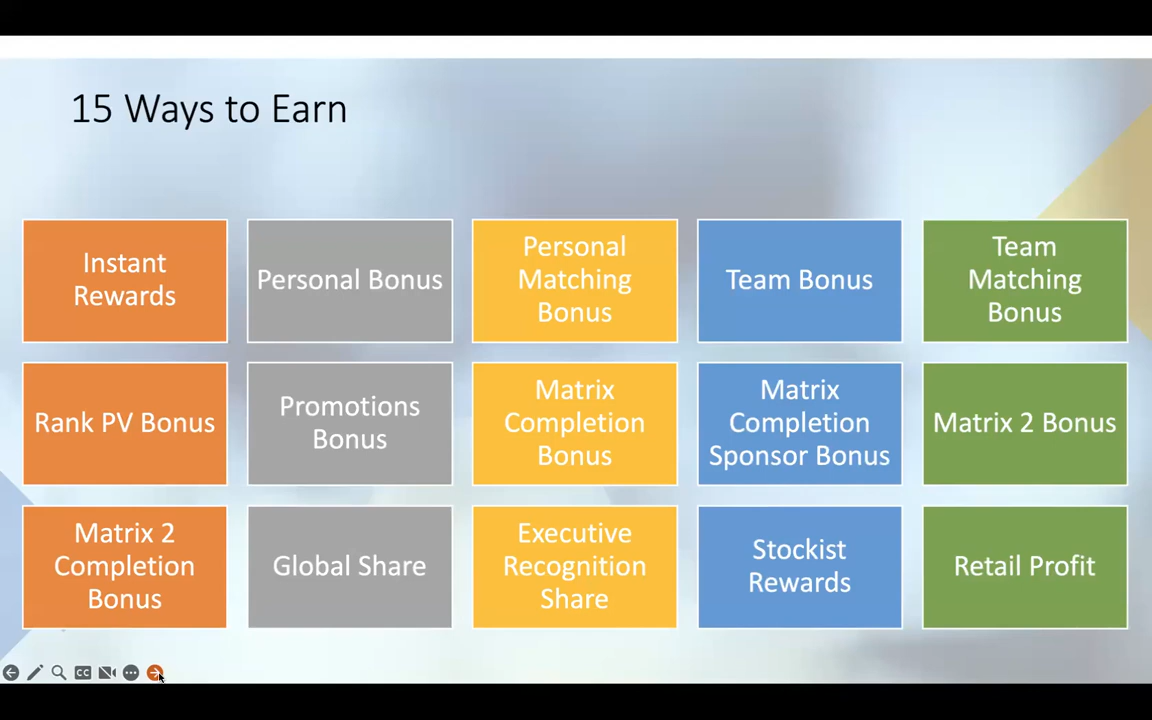 15 Ways to Earn
Instant
Rewards
Personal Bonus
Personal
Matching
Bonus
Team Bonus
Team
Matching
Bonus
Rank PV Bonus
Promotions
Bonus
Matrix
Completion
Bonus
Matrix
Completion
Sponsor Bonus
Matrix 2 Bonus
Matrix 2
Completion
Bonus
Global Share
Executive
Recognition
Share
Stockist
Rewards
Retail Profit
CC